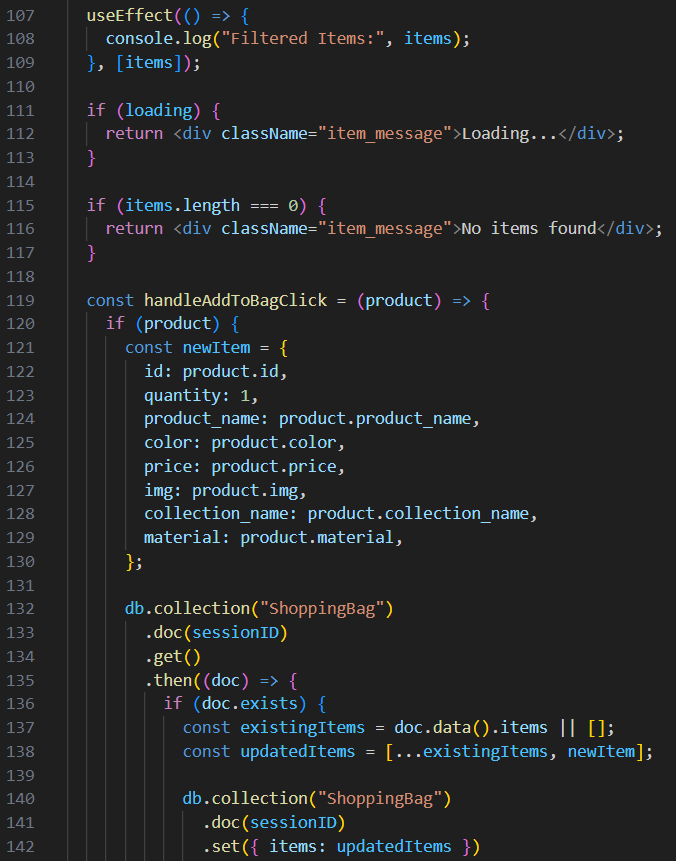 107 useEffect(() => {
108 console.log("Filtered Items:", items);
109 }, [items]);
110
111 if (loading) {
112 return <div className="item_message">Loading...</div>;
113 }
114
115 if (items.length === 0) {
116 return <div className="item_message">No items found</div>;
117 }
118
119 const handleAddToBagClick = (product) => {
120 if (product) {
121 const newItem = {
122 id: product.id,
123 quantity: 1,
124 product_name: product.product_name,
125 color: product.color,
126 price: product.price,
127 img: product.img,
128 collection_name: product.collection_name,
129 material: product.material,
130 };
131
132 db.collection("ShoppingBag")
133 .doc(sessionID)
134 .get()
135 .then((doc) => {
136 if (doc.exists) {
137 const existingItems = doc.data().items || [];
138 const updatedItems = [...existingItems, newItem];
139
140 db.collection("ShoppingBag")
141 .doc(sessionID)
142 .set({ items: updatedItems })